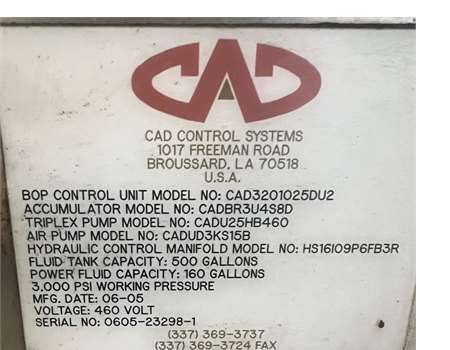 CAD
CAD CONTROL SYSTEMS
1017 FREEMAN ROAD
BROUSSARD, LA 70518
U.S.A.
BOP CONTROL UNIT MODEL NO: CAD3201025DU2
ACCUMULATOR MODEL NO: CADBR3U4S8D
TRIPLEX PUMP MODEL NO: CADU25HB460
AIR PUMP MODEL NO: CADUD3KS15B
HYDRAULIC CONTROL MANIFOLD MODEL NO: HS16I09P6FB3R
FLUID TANK CAPACITY: 500 GALLONS
POWER FLUID CAPACITY: 160 GALLONS
3,000 PSI WORKING PRESSURE
MFG. DATE: 06-05
VOLTAGE: 460 VOLT
SERIAL NO: 0605-23298-1
(337) 369-3737
(337) 369-3724 FAX